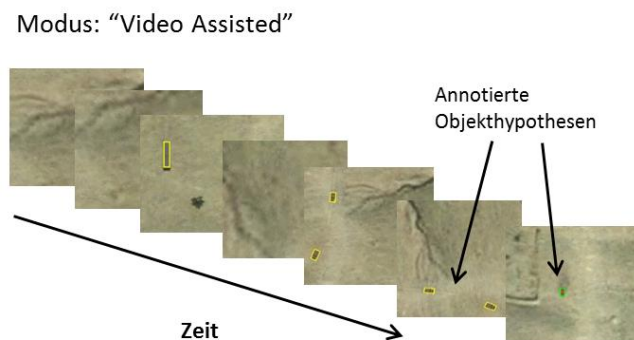 Modus: “Video Assisted”
Annotierte
Objekthypothesen
Zeit